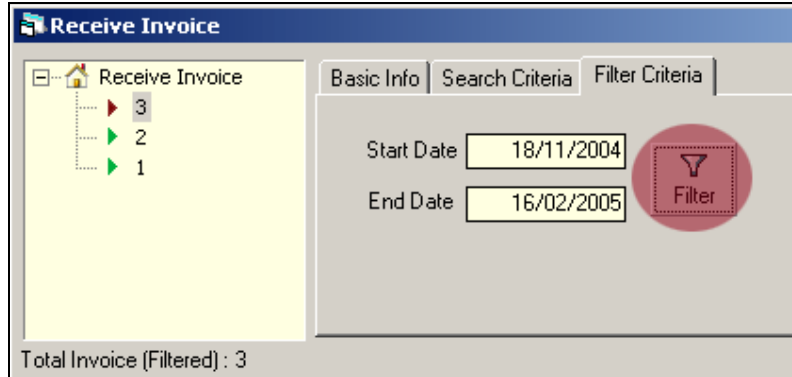 Receive Invoice
Receive Invoice
3
2
1
Basic Info
Search Criteria
Filter Criteria
Start Date 18/11/2004
End Date 16/02/2005
Filter
Total Invoice (Filtered) : 3